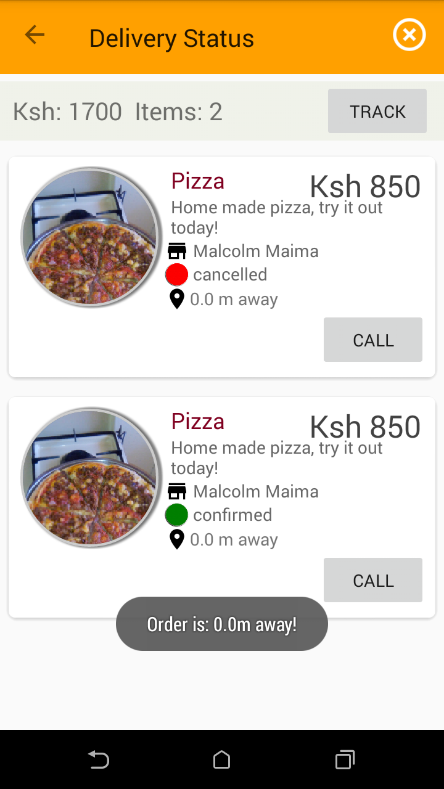 Delivery Status
Ksh: 1700 Items: 2
TRACK
Pizza
Ksh 850
Home made pizza, try it out
today!
Malcolm Maima
cancelled
0.0 m away
CALL
Pizza
Ksh 850
Home made pizza, try it out
today!
Malcolm Maima
confirmed
0.0 m away
CALL
Order is: 0.0m away!